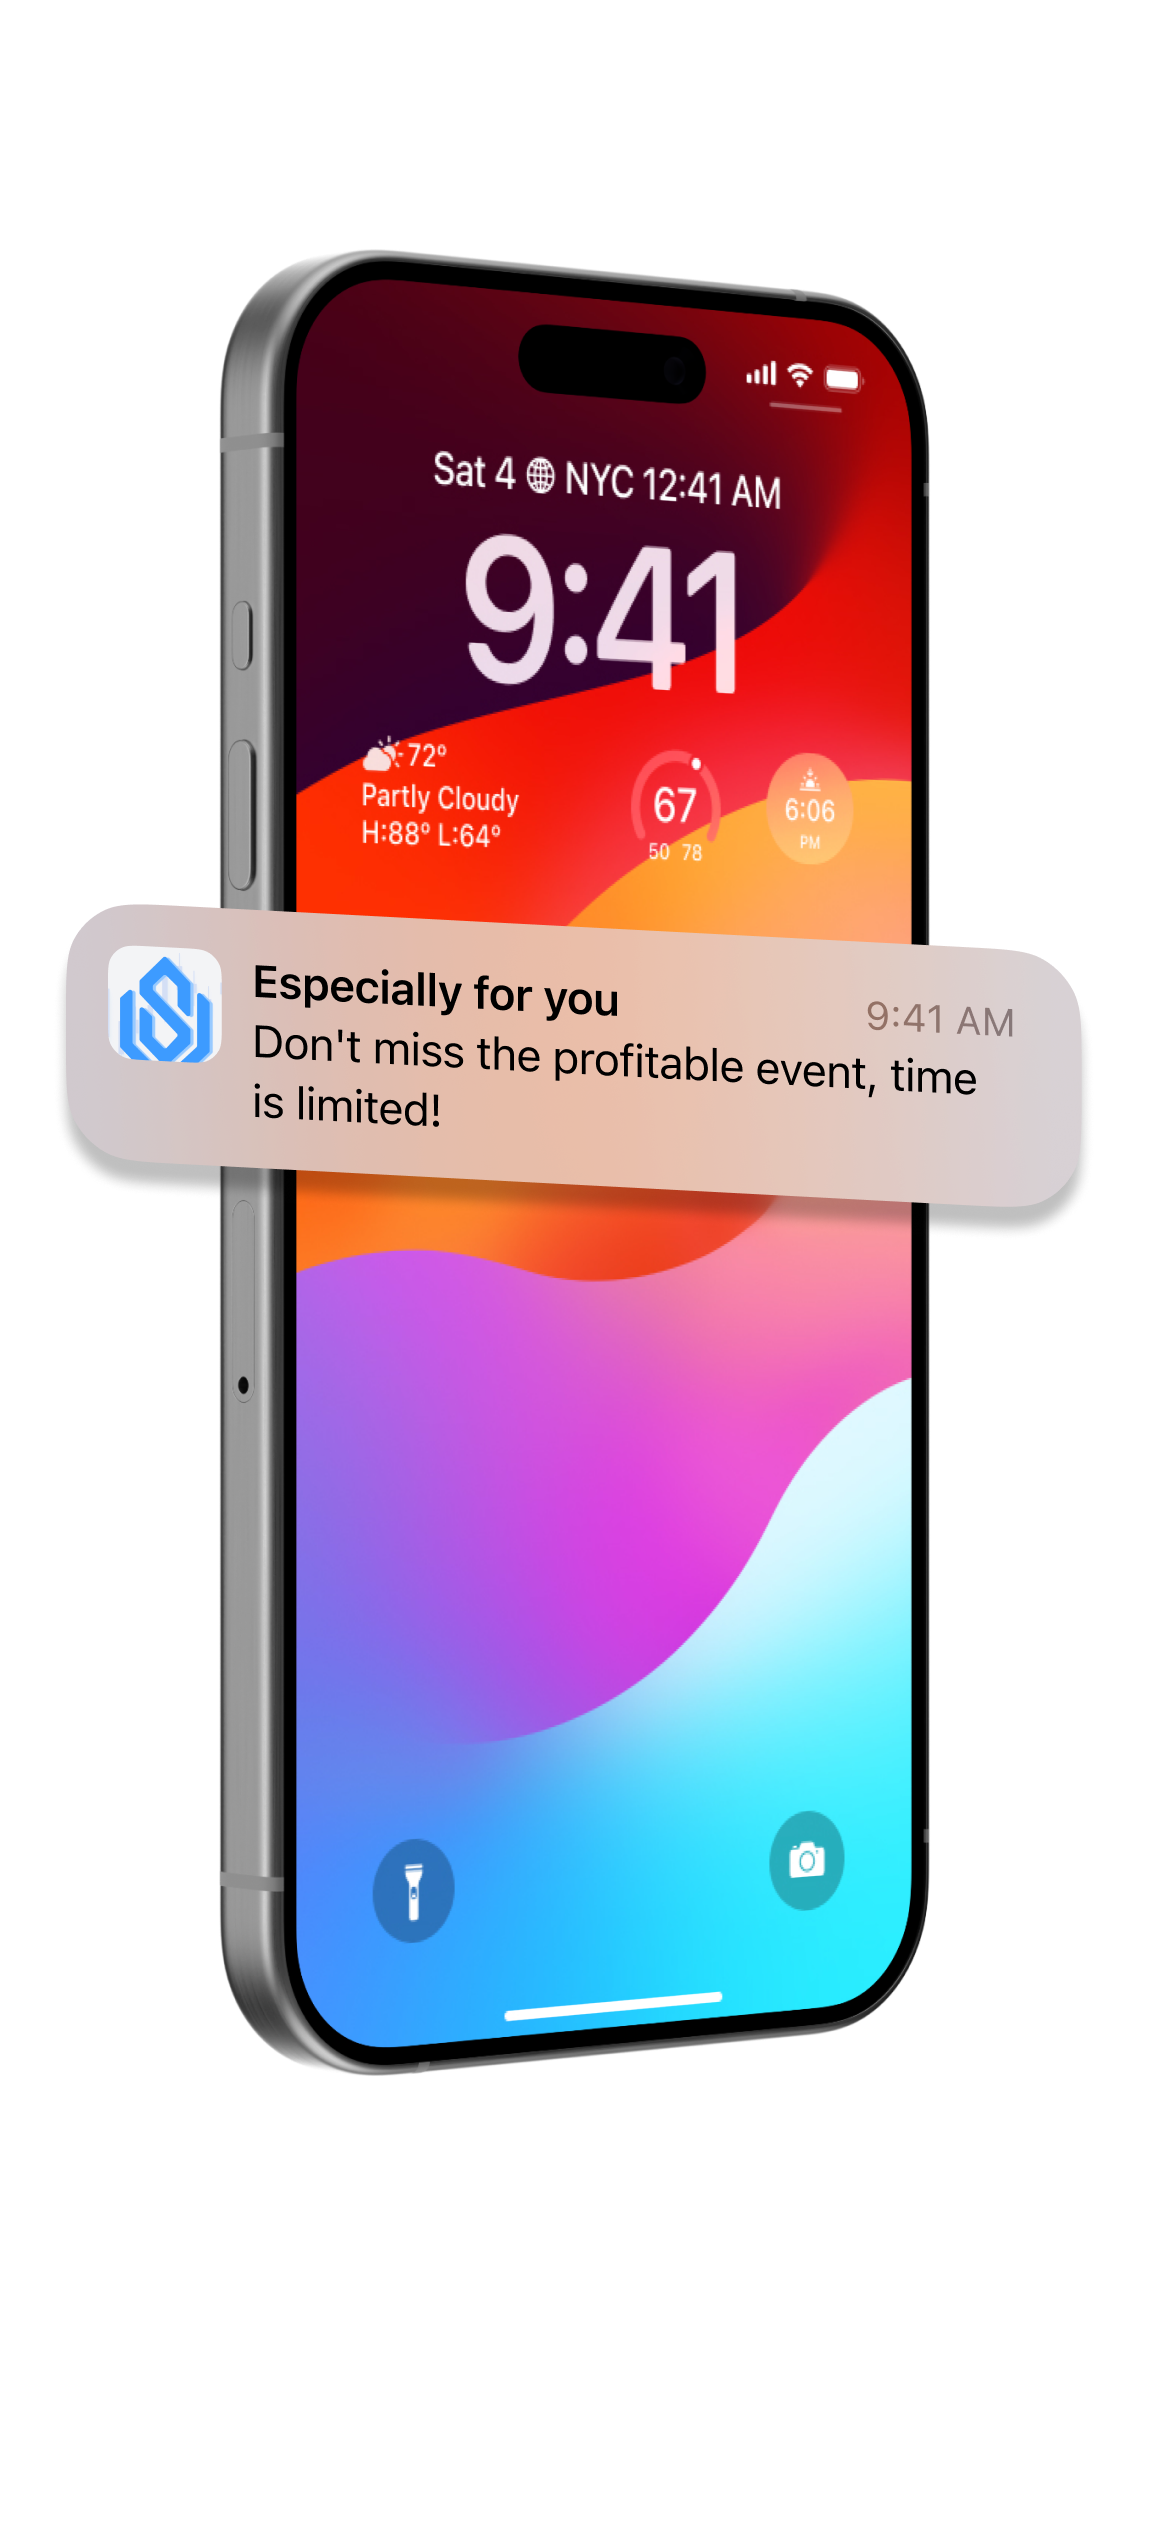 Sat 4 NYC 12:41 AM
9:41
72°
Partly Cloudy
H:88° L:64°
67
50 78
6:06
PM
Especially for you
9:41 AM
Don't miss the profitable event, time
is limited!